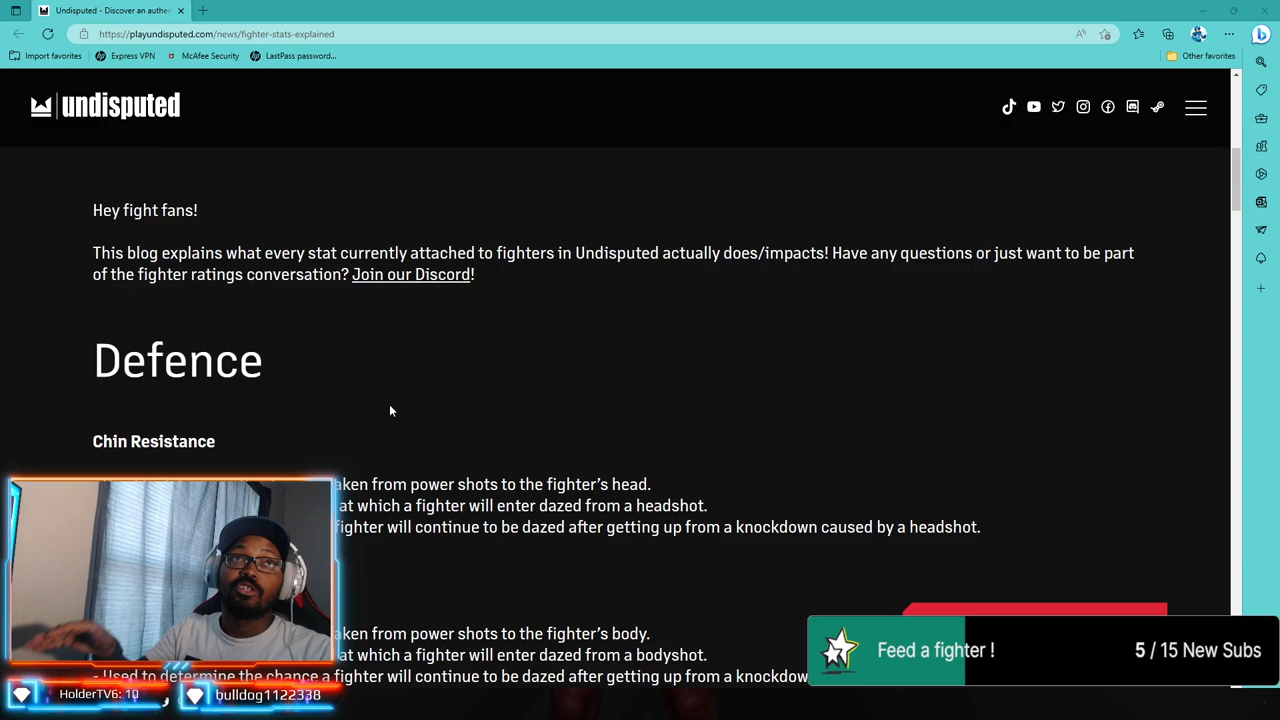 Undisputed - Discover an authen
https://playundisputed.com/news/fighter-stats-explained
Import favorites
Express VPN
McAfee Security
LastPass password...
Other favorites
undisputed
Hey fight fans!
This blog explains what every stat currently attached to fighters in Undisputed actually does/impacts! Have any questions or just want to be part
of the fighter ratings conversation? Join our Discord!
Defence
Chin Resistance
aken from power shots to the fighter's head.
at which a fighter will enter dazed from a headshot.
fighter will continue to be dazed after getting up from a knockdown caused by a headshot.
aken from power shots to the fighter's body.
at which a fighter will enter dazed from a bodyshot.
- Used to determine the chance a fighter will continue to be dazed after getting up from a knockdow
Feed a fighter !
5 / 15 New Subs
HolderTV6: 10
bulldog1122338